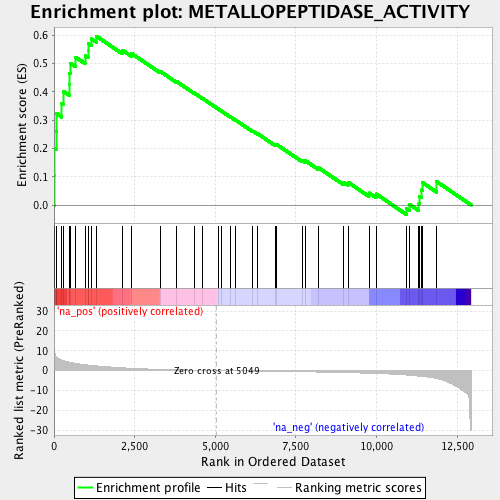 Enrichment plot: METALLOPEPTIDASE_ACTIVITY
Enrichment score (ES)
0.6
0.5
0.4
0.3
0.2
0.1
0.0
Ranked list metric (PreRanked)
30
20
10
0
-10
-20
-30
'na_pos' (positively correlated)
Zero cross at 5049
'na_neg' (negatively correlated)
0
2,500
5,000
7,500
10,000
12,500
Rank in Ordered Dataset
Enrichment profile
Hits
Ranking metric scores